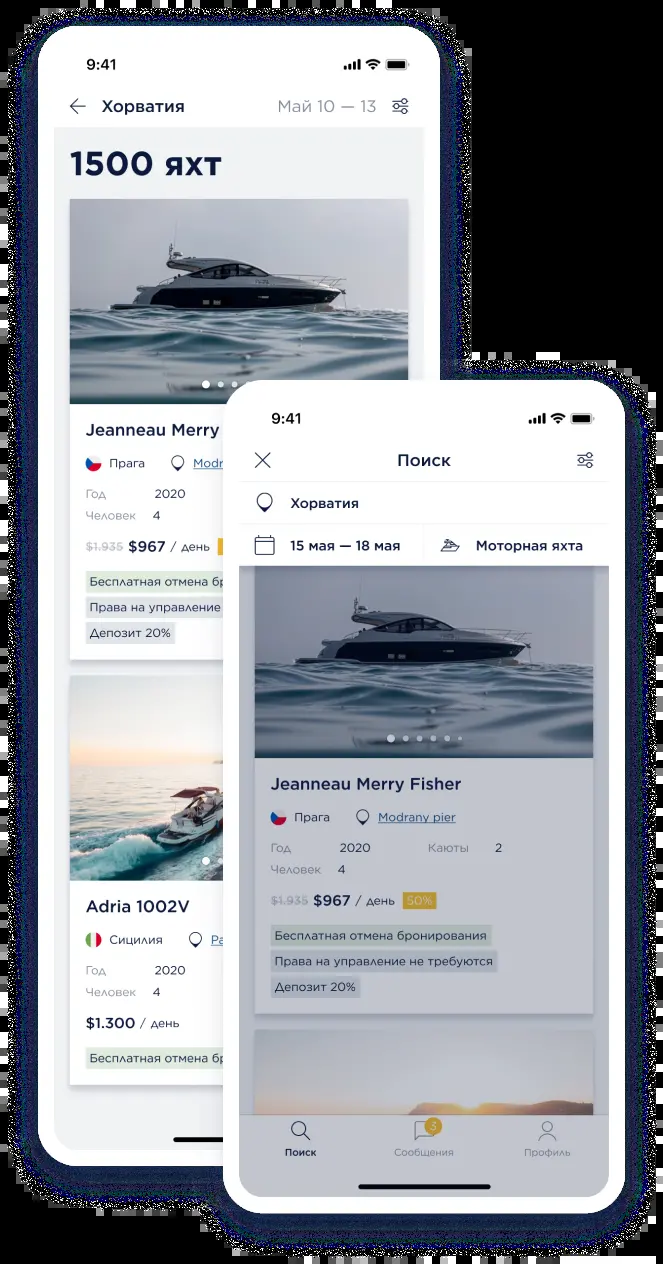 9:41
Хорватия
Май 10 — 13
1500 яхт
Jeanneau Merry
Прага
Modr
Год 2020
Человек 4
$1.935 $967 / день
Бесплатная отмена бр
Права на управление
Депозит 20%
Adria 1002V
Сицилия
Pa
Год 2020
Человек 4
$1.300 / день
Бесплатная отмена бр
9:41
Поиск
Хорватия
15 мая — 18 мая
Моторная яхта
Jeanneau Merry Fisher
Прага
Modrany pier
Год 2020 Каюты 2
Человек 4
$1.935 $967 / день 50%
Бесплатная отмена бронирования
Права на управление не требуются
Депозит 20%
3
Поиск
Сообщения
Профиль